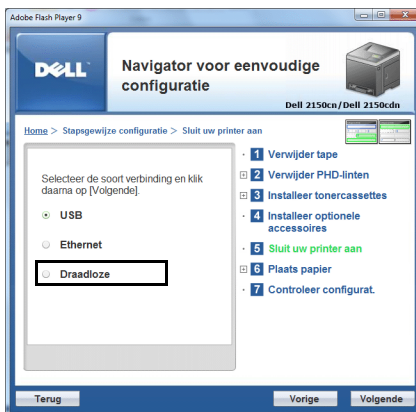 Adobe Flash Player 9
DELL™
Navigator voor eenvoudige
configuratie
Dell 2150cn/Dell 2150cdn
Home > Stapsgewijze configuratie > Sluit uw printer aan
Selecteer de soort verbinding en klik
daarna op [Volgende].
USB
Ethernet
Draadloze
1 Verwijder tape
2 Verwijder PHD-linten
3 Installeer tonercassettes
4 Installeer optionele
accessoires
5 Sluit uw printer aan
6 Plaats papier
7 Controleer configurat.
Terug
Vorige
Volgende